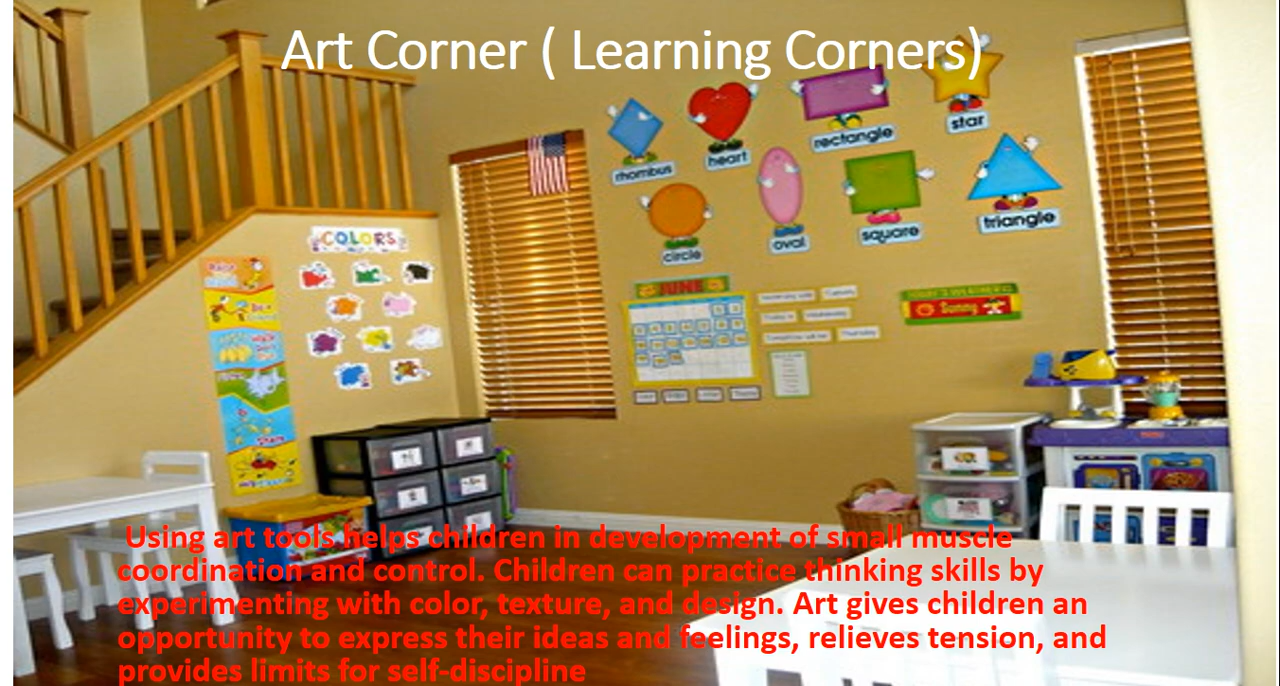 Art Corner ( Learning Corners)
star
rectangle
heart
rhombus
triangle
square
oval
circle
COLORS
JUNE
Sunny
Using art tools helps children in development of small muscle
coordination and control. Children can practice thinking skills by
experimenting with color, texture, and design. Art gives children an
opportunity to express their ideas and feelings, relieves tension, and
provides limits for self-discipline